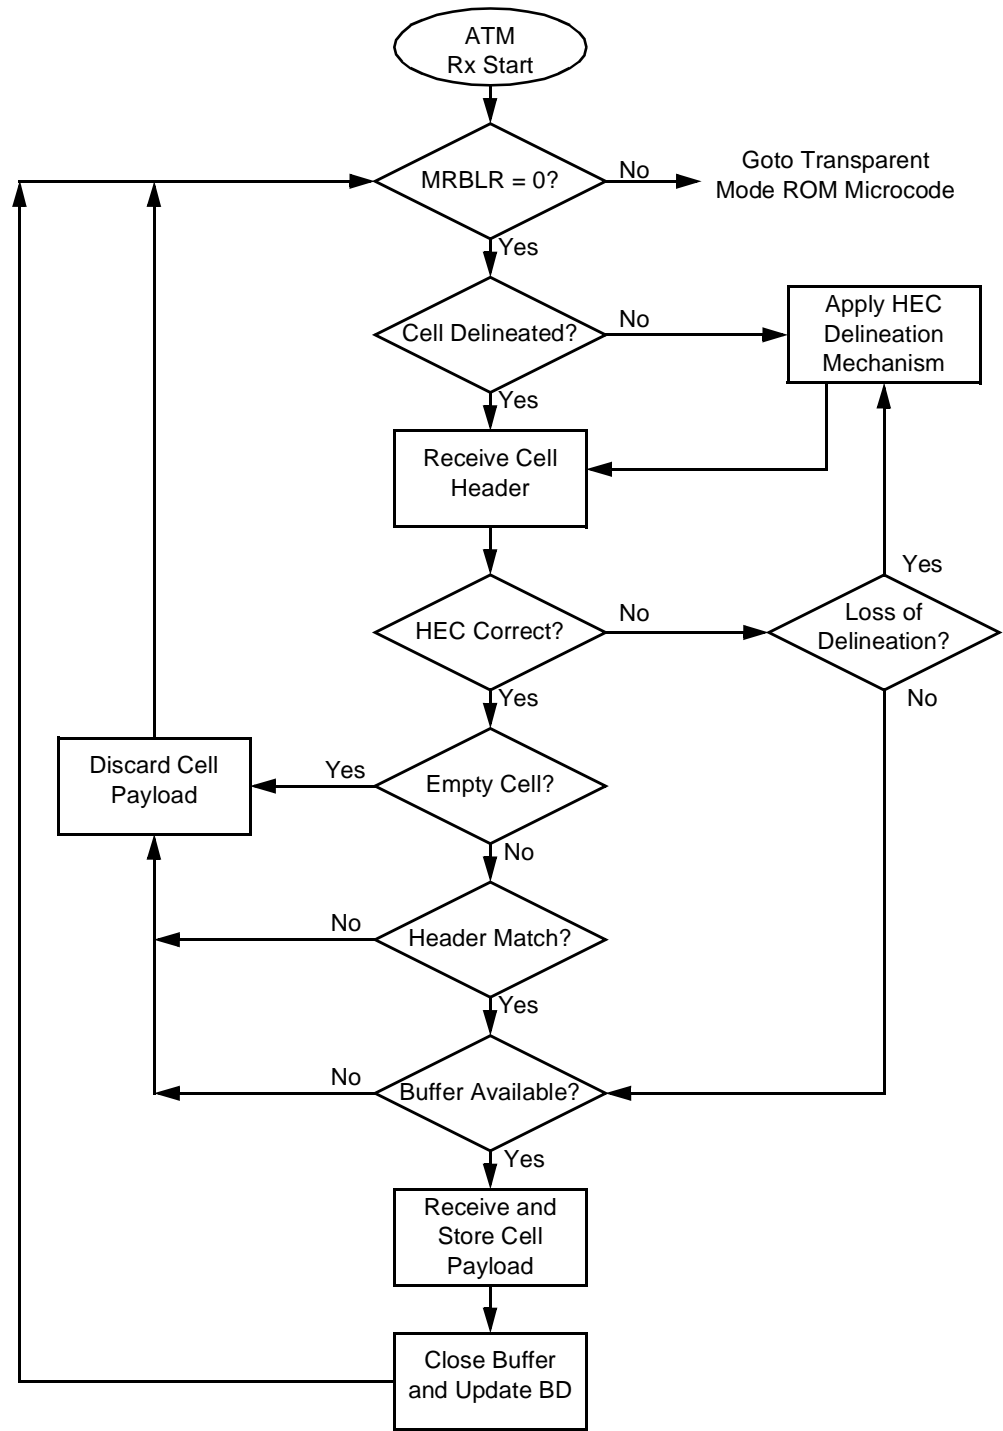 ATM
Rx Start
MRBLR = 0?
No
Goto Transparent
Mode ROM Microcode
Yes
Cell Delineated?
No
Apply HEC
Delineation
Mechanism
Yes
Receive Cell
Header
HEC Correct?
No
Loss of
Delineation?
Yes
No
Yes
Empty Cell?
Yes
Discard Cell
Payload
No
Header Match?
No
Yes
Buffer Available?
No
Yes
Receive and
Store Cell
Payload
Close Buffer
and Update BD